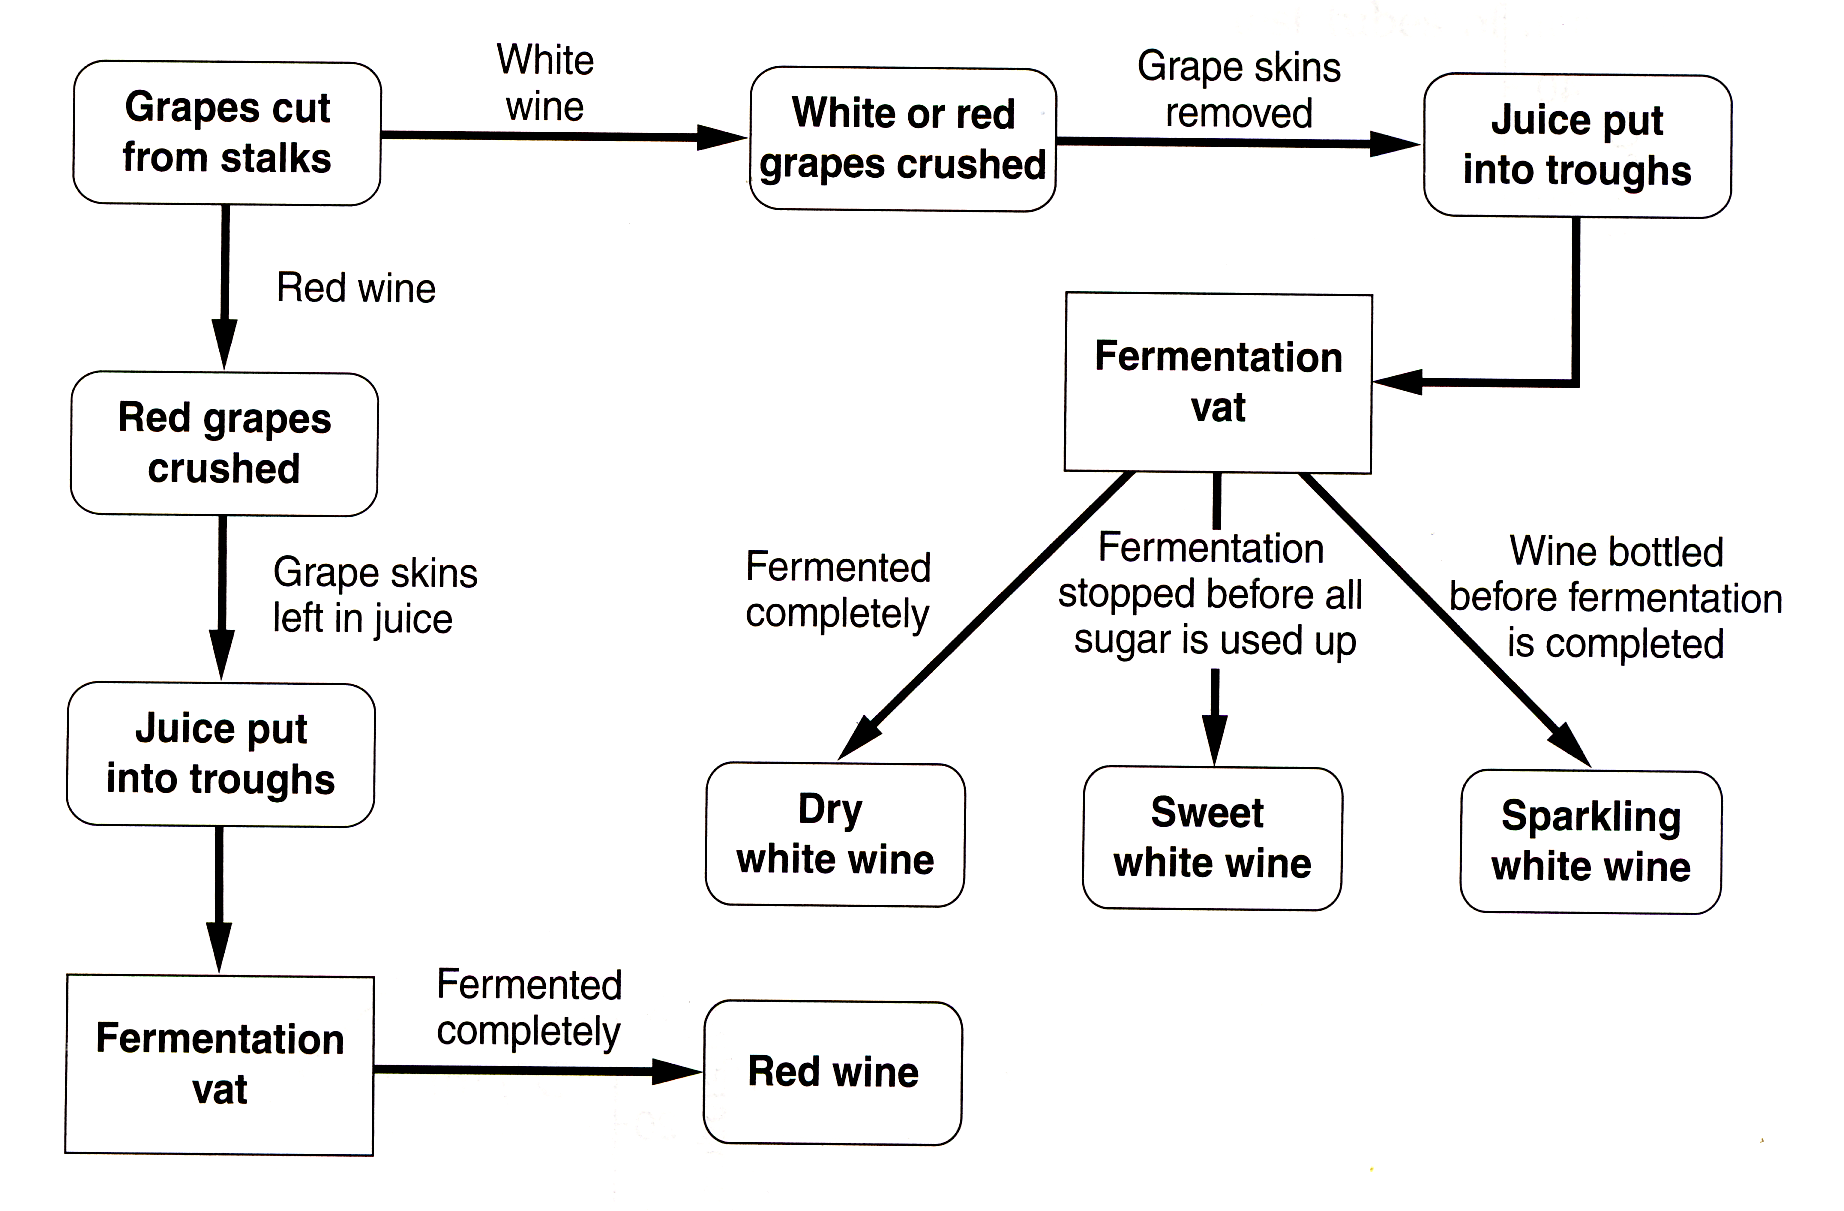 Grapes cut
from stalks
White
wine
White or red
grapes crushed
Grape skins
removed
Juice put
into troughs
Red wine
Red grapes
crushed
Grape skins
left in juice
Juice put
into troughs
Fermentation
vat
Fermented
completely
Red wine
Fermentation
vat
Fermented
completely
Dry
white wine
Fermentation
stopped before all
sugar is used up
Sweet
white wine
Wine bottled
before fermentation
is completed
Sparkling
white wine